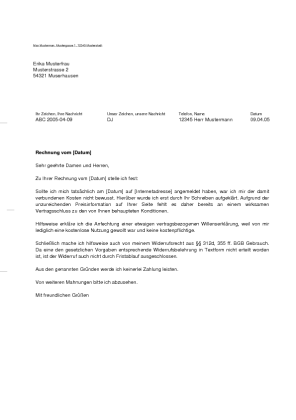 Erika Musterfrau
Musterstrasse 2
54321 Musterhausen
Ihr Zeichen, Ihre Nachricht Unser Zeichen, unsere Nachricht Telefon, Name Datum
ABC 2005-04-09 DJ 12345 Herr Mustermann 09.04.05
Rechnung vom [Datum]
Sehr geehrte Damen und Herren,
Zu Ihrer Rechnung vom [Datum] stelle ich fest:
Sollte ich mich tatsächlich am [Datum] auf [Internetadresse] angemeldet haben, war ich mir der damit
verbundenen Kosten nicht bewusst. Hierüber wurde ich erst durch Ihr Schreiben aufgeklärt. Aufgrund der
unzureichenden Preisinformation auf Ihrer Seite fehlt es daher bereits an einem wirksamen
Vertragsschluss zu den von Ihnen behaupteten Konditionen.
Hilfsweise erkläre ich die Anfechtung einer etwaigen vertragsbezogenen Willenserklärung, weil von mir
lediglich eine kostenlose Nutzung gewollt war und keine kostenpflichtige.
Schließlich mache ich hilfsweise auch von meinem Widerrufsrecht aus §§ 312d, 355 ff. BGB Gebrauch.
Da eine den gesetzlichen Vorgaben entsprechende Widerrufsbelehrung in Textform nicht erteilt worden
ist, ist der Widerruf auch nicht durch Fristablauf ausgeschlossen.
Aus den genannten Gründen werde ich keinerlei Zahlung leisten.
Von weiteren Mahnungen bitte ich abzusehen.
Mit freundlichen Grüßen